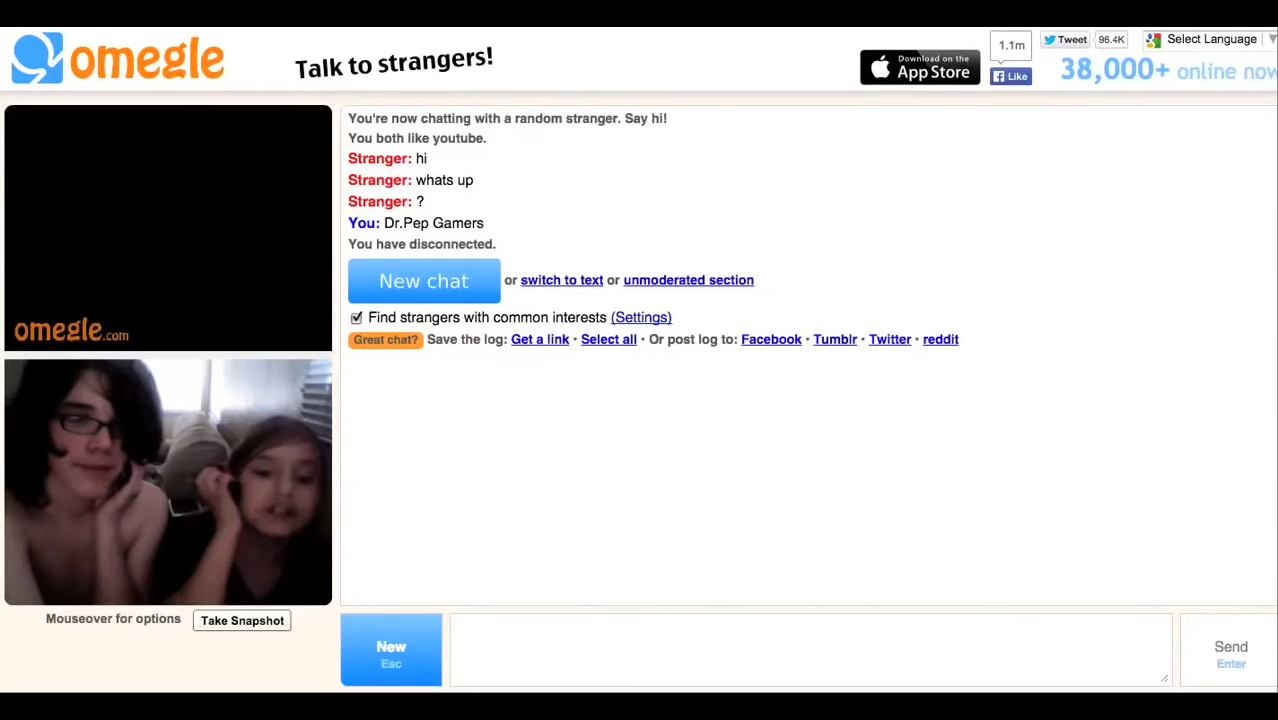 omegle
Talk to strangers!
Download on the
App Store
1.1m
Like
Tweet
96.4K
Select Language
38,000+ online now
You're now chatting with a random stranger. Say hi!
You both like youtube.
Stranger: hi
Stranger: whats up
Stranger: ?
You: Dr.Pep Gamers
You have disconnected.
New chat or switch to text or unmoderated section
Find strangers with common interests (Settings)
Great chat? Save the log: Get a link • Select all • Or post log to: Facebook • Tumblr • Twitter • reddit
omegle.com
Mouseover for options
Take Snapshot
New
Esc
Send
Enter